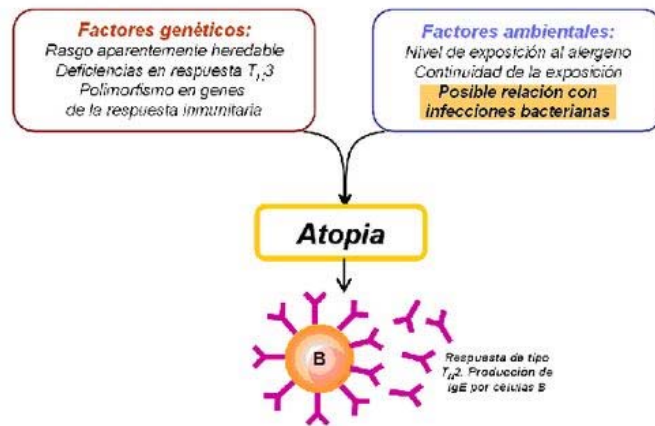 Factores genéticos:
Rasgo aparentemente heredable
Deficiencias en respuesta TH3
Polimorfismo en genes
de la respuesta inmunitaria
Factores ambientales:
Nivel de exposición al alergeno
Continuidad de la exposición
Posible relación con
infecciones bacterianas
Atopia
B
Respuesta de tipo
TH2. Producción de
IgE por células B